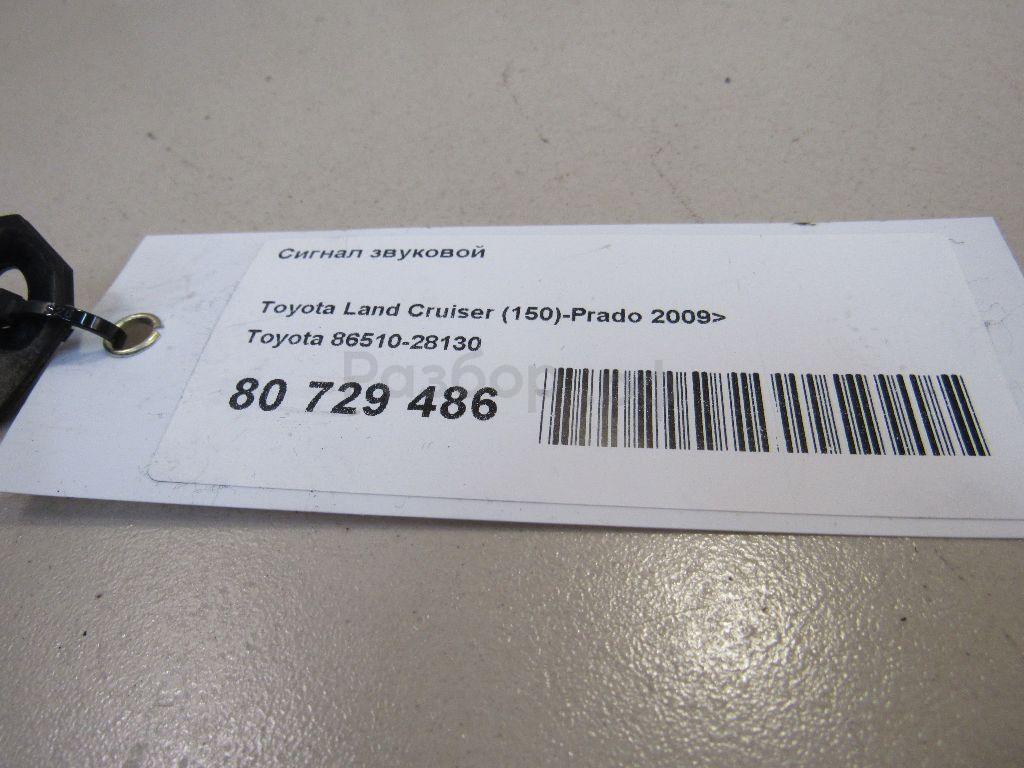 Сигнал звуковой
Toyota Land Cruiser (150)-Prado 2009>
Toyota 86510-28130
80 729 486